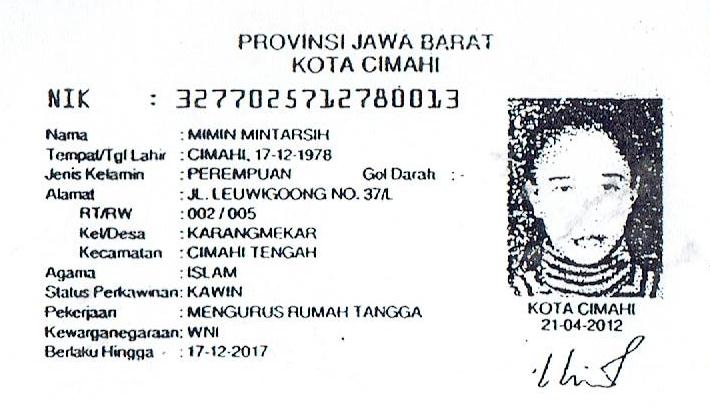 PROVINSI JAWA BARAT
KOTA CIMAHI
NIK : 3277025712780013
Nama : MIMIN MINTARSIH
Tempat/Tgl Lahir : CIMAHI, 17-12-1978
Jenis Kelamin : PEREMPUAN Gol Darah : -
Alamat : JL. LEUWIGOONG NO. 37/L
RT/RW : 002 / 005
Kel/Desa : KARANGMEKAR
Kecamatan : CIMAHI TENGAH
Agama : ISLAM
Status Perkawinan: KAWIN
Pekerjaan : MENGURUS RUMAH TANGGA
Kewarganegaraan: WNI
Berlaku Hingga : 17-12-2017
KOTA CIMAHI
21-04-2012